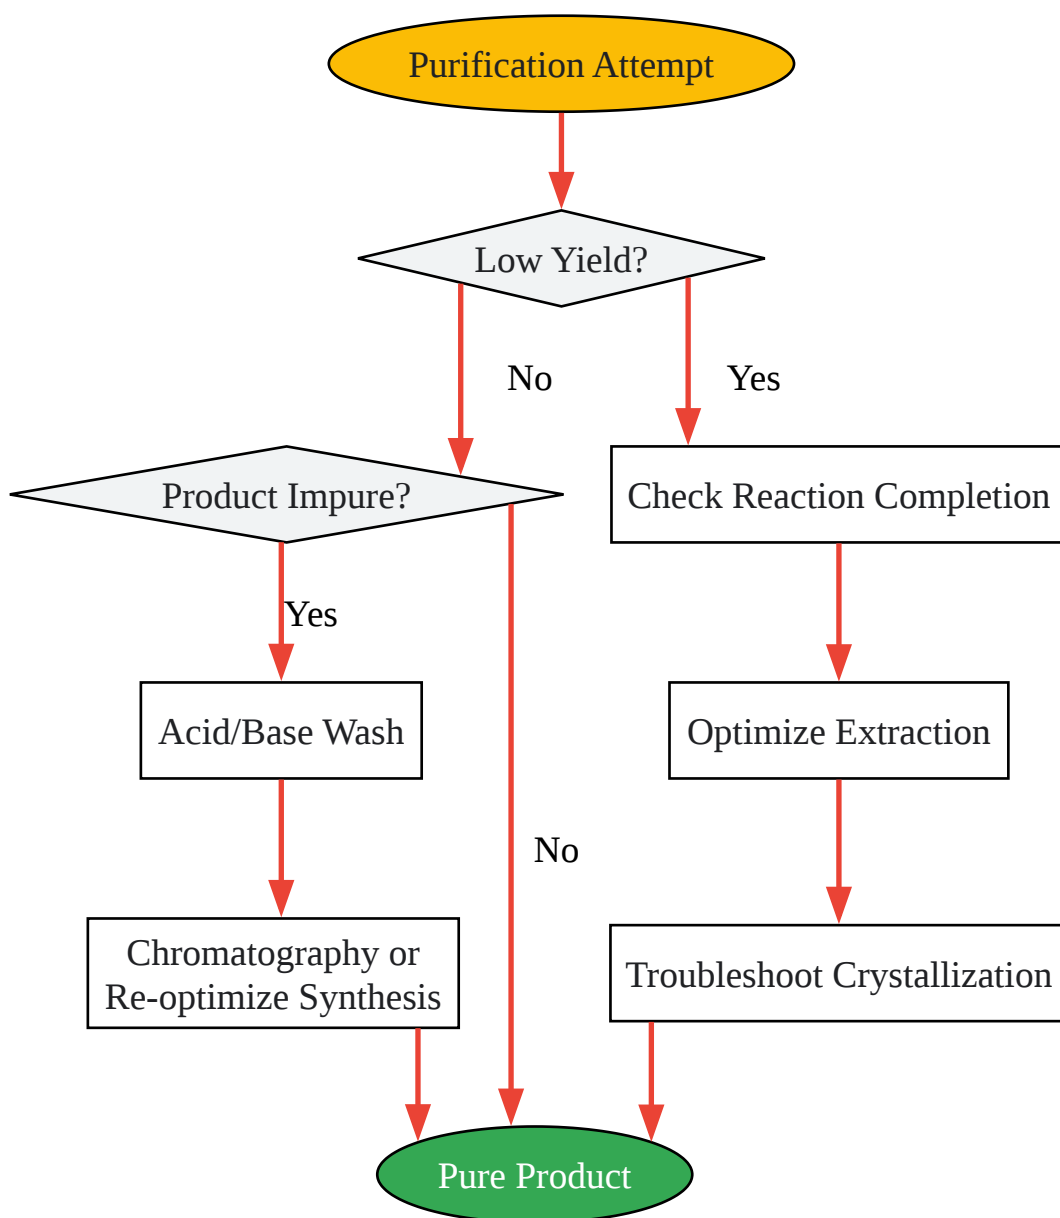 Purification Attempt
Low Yield?
No
Yes
Product Impure?
Check Reaction Completion
Yes
Acid/Base Wash
Optimize Extraction
No
Chromatography or
Re-optimize Synthesis
Troubleshoot Crystallization
Pure Product